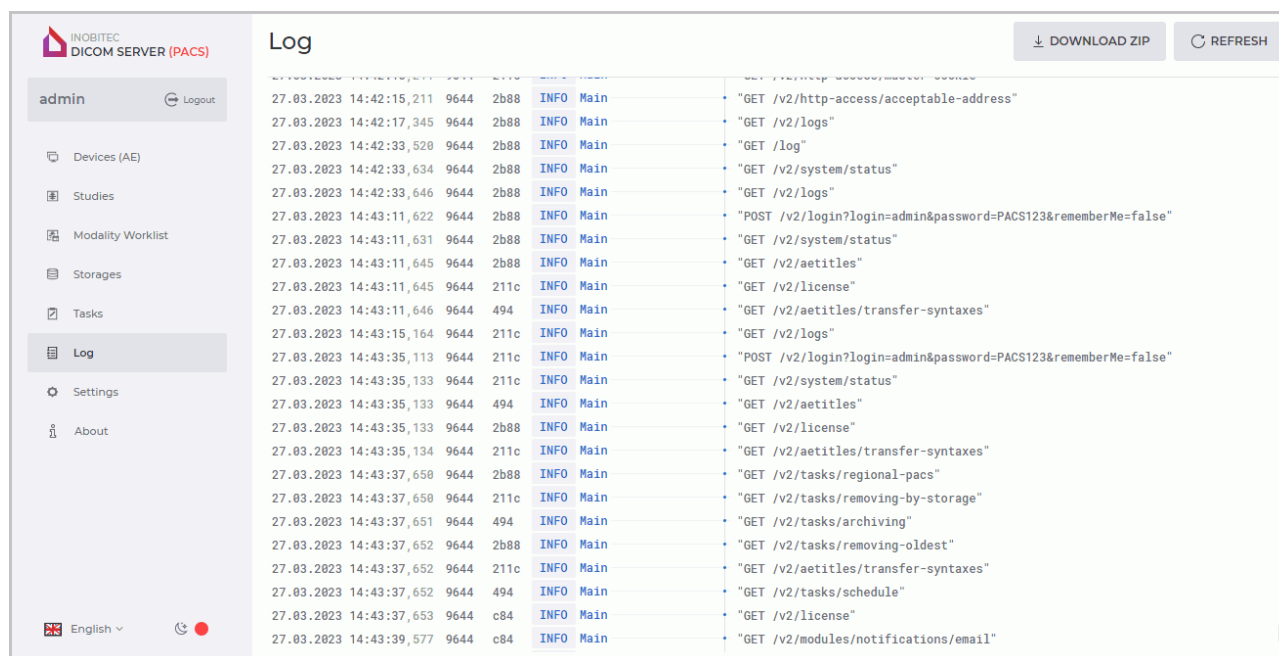 INOBITEC
DICOM SERVER (PACS)
admin
Logout
Devices (AE)
Studies
Modality Worklist
Storages
Tasks
Log
Settings
About
English
Log
DOWNLOAD ZIP
REFRESH
27.03.2023 14:42:15,211 9644 2b88 INFO Main "GET /v2/http-access/acceptable-address"
27.03.2023 14:42:17,345 9644 2b88 INFO Main "GET /v2/logs"
27.03.2023 14:42:33,520 9644 2b88 INFO Main "GET /log"
27.03.2023 14:42:33,634 9644 2b88 INFO Main "GET /v2/system/status"
27.03.2023 14:42:33,646 9644 2b88 INFO Main "GET /v2/logs"
27.03.2023 14:43:11,622 9644 2b88 INFO Main "POST /v2/login?login=admin&password=PACS123&rememberMe=false"
27.03.2023 14:43:11,631 9644 2b88 INFO Main "GET /v2/system/status"
27.03.2023 14:43:11,645 9644 2b88 INFO Main "GET /v2/aetitles"
27.03.2023 14:43:11,645 9644 211c INFO Main "GET /v2/license"
27.03.2023 14:43:11,646 9644 494 INFO Main "GET /v2/aetitles/transfer-syntaxes"
27.03.2023 14:43:15,164 9644 211c INFO Main "GET /v2/logs"
27.03.2023 14:43:35,113 9644 211c INFO Main "POST /v2/login?login=admin&password=PACS123&rememberMe=false"
27.03.2023 14:43:35,133 9644 211c INFO Main "GET /v2/system/status"
27.03.2023 14:43:35,133 9644 494 INFO Main "GET /v2/aetitles"
27.03.2023 14:43:35,133 9644 2b88 INFO Main "GET /v2/license"
27.03.2023 14:43:35,134 9644 211c INFO Main "GET /v2/aetitles/transfer-syntaxes"
27.03.2023 14:43:37,650 9644 2b88 INFO Main "GET /v2/tasks/regional-pacs"
27.03.2023 14:43:37,650 9644 211c INFO Main "GET /v2/tasks/removing-by-storage"
27.03.2023 14:43:37,651 9644 494 INFO Main "GET /v2/tasks/archiving"
27.03.2023 14:43:37,652 9644 2b88 INFO Main "GET /v2/tasks/removing-oldest"
27.03.2023 14:43:37,652 9644 211c INFO Main "GET /v2/aetitles/transfer-syntaxes"
27.03.2023 14:43:37,652 9644 494 INFO Main "GET /v2/tasks/schedule"
27.03.2023 14:43:37,653 9644 c84 INFO Main "GET /v2/license"
27.03.2023 14:43:39,577 9644 c84 INFO Main "GET /v2/modules/notifications/email"